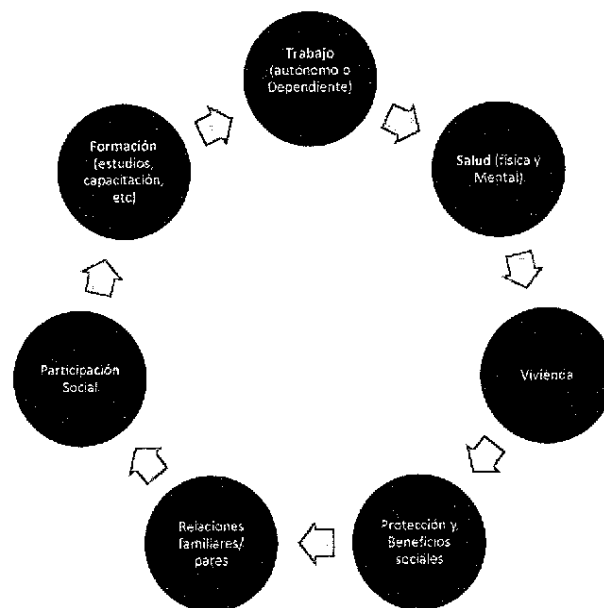 Trabajo
(autónomo o
Dependiente)
Salud (física y
Mental).
Vivienda
Protección y
Beneficios
sociales
Relaciones
familiares/
pares
Participación
Social.
Formación
(estudios,
capacitación,
etc)